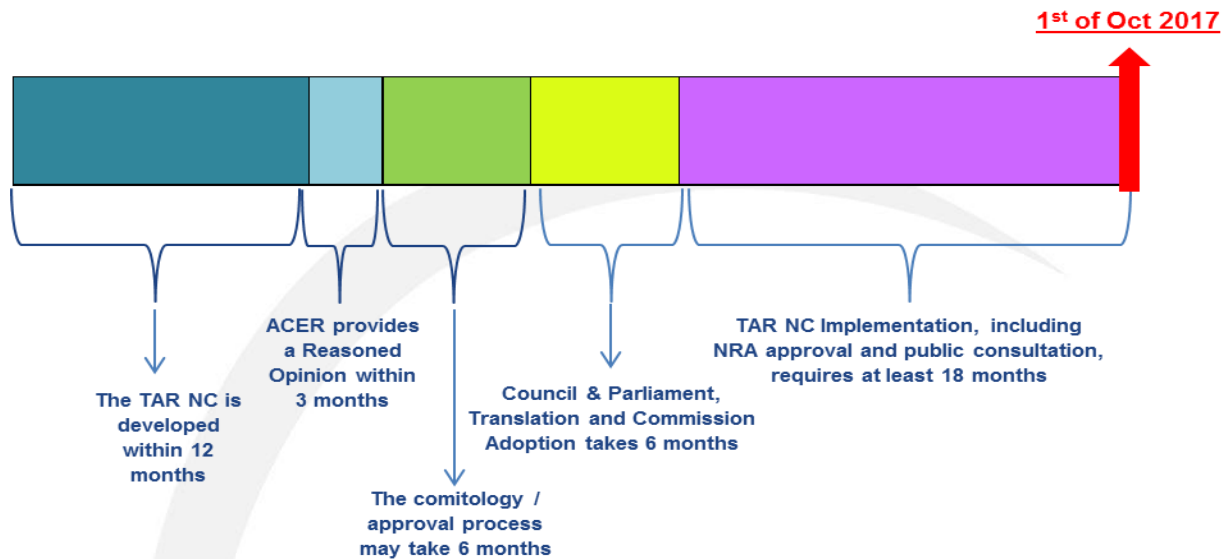 1st of Oct 2017
The TAR NC is
developed
within 12
months
ACER provides
a Reasoned
Opinion within
3 months
The comitology /
approval process
may take 6 months
Council & Parliament,
Translation and Commission
Adoption takes 6 months
TAR NC Implementation, including
NRA approval and public consultation,
requires at least 18 months